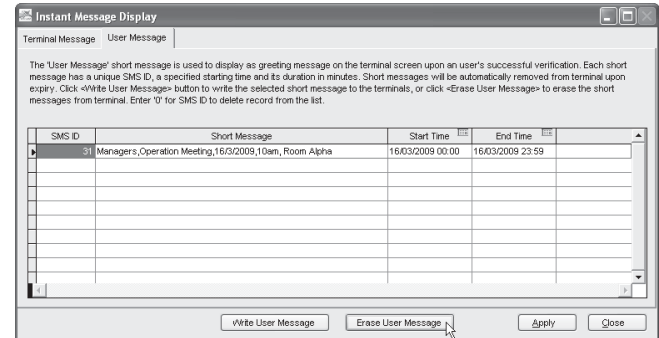 Instant Message Display
Terminal Message User Message
The 'User Message' short message is used to display as greeting message on the terminal screen upon an user's successful verification. Each short
message has a unique SMS ID, a specified starting time and its duration in minutes. Short messages will be automatically removed from terminal upon
expiry. Click <Write User Message> button to write the selected short message to the terminals, or click <Erase User Message> to erase the short
messages from terminal. Enter '0' for SMS ID to delete record from the list.
SMS ID Short Message Start Time End Time
31 Managers,Operation Meeting,16/3/2009,10am, Room Alpha 16/03/2009 00:00 16/03/2009 23:59
Write User Message Erase User Message Apply Close